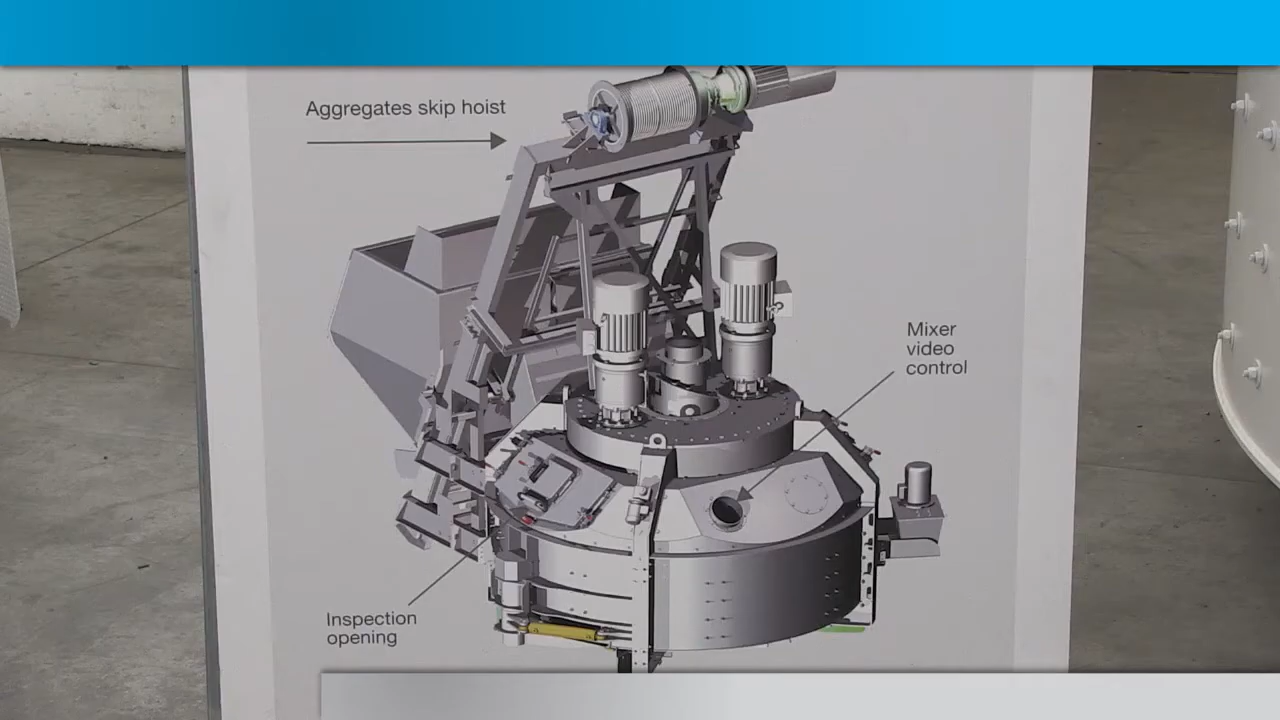 Aggregates skip hoist
Mixer
video
control
Inspection
opening